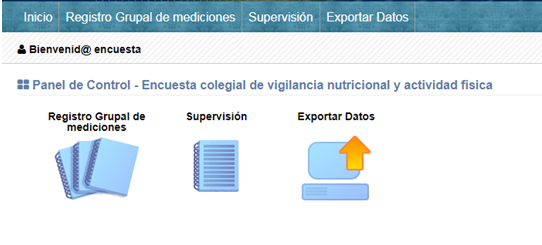 Inicio Registro Grupal de mediciones Supervisión Exportar Datos
Bienvenid@ encuesta
Panel de Control - Encuesta colegial de vigilancia nutricional y actividad fisica
Registro Grupal de
mediciones
Supervisión
Exportar Datos